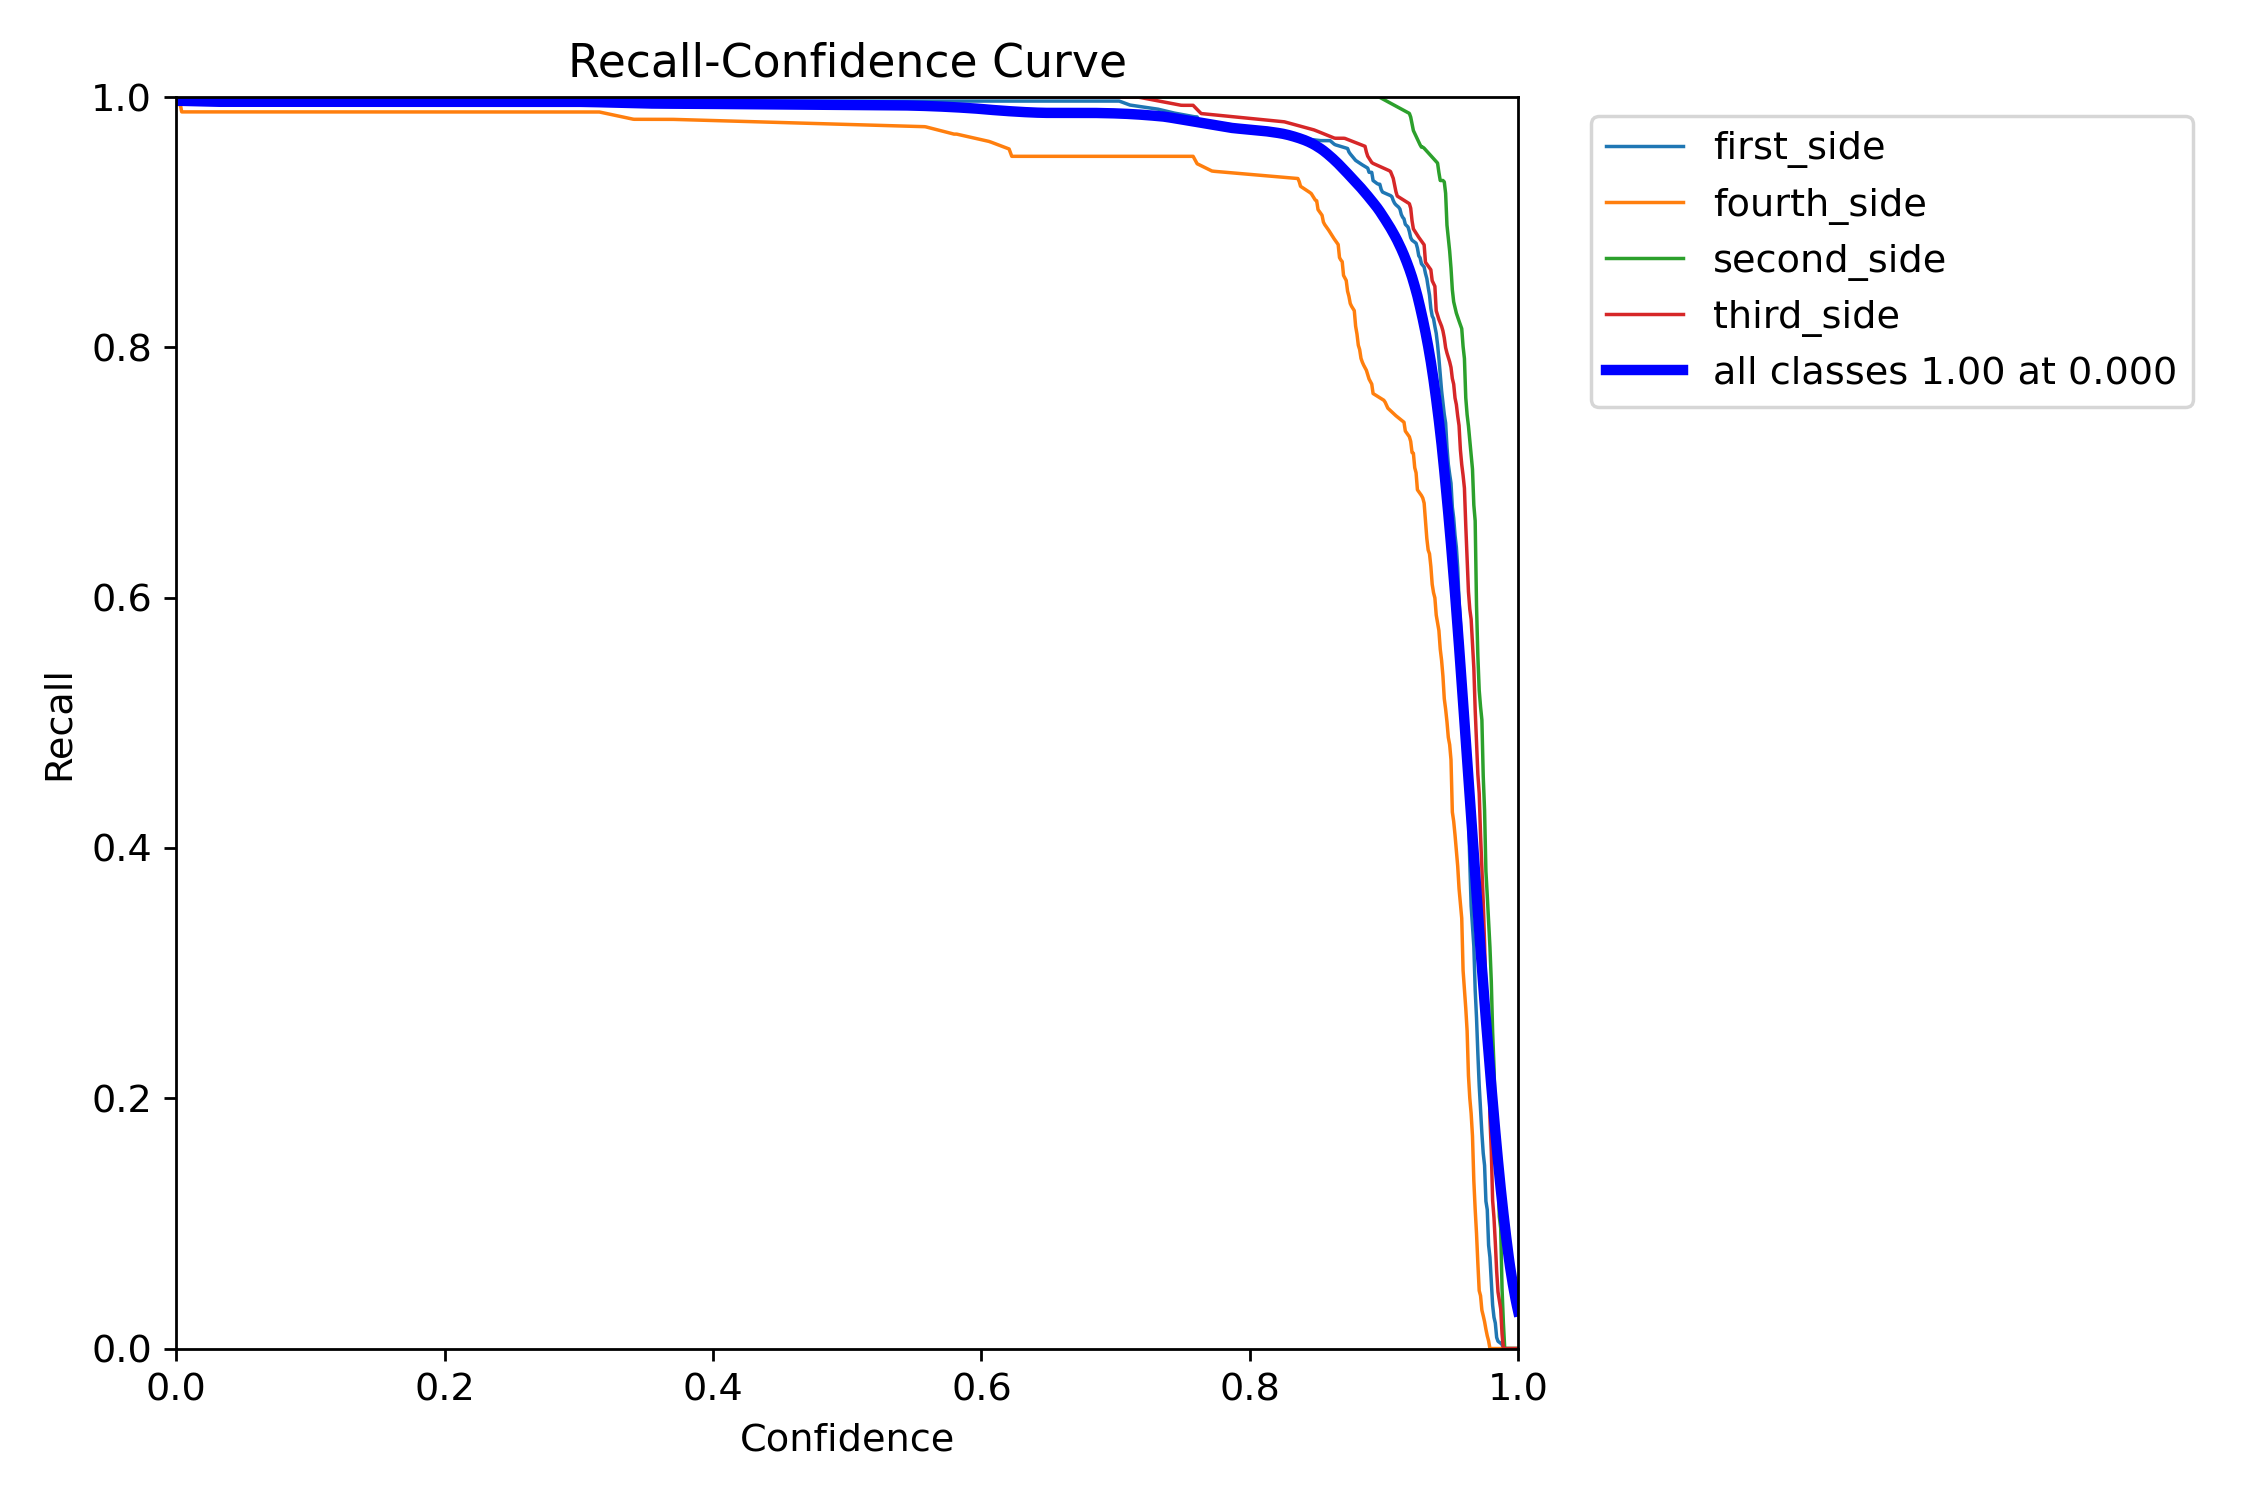 Recall-Confidence Curve
1.0
0.8
0.6
0.4
0.2
0.0
Recall
0.0 0.2 0.4 0.6 0.8 1.0
Confidence
first_side
fourth_side
second_side
third_side
all classes 1.00 at 0.000